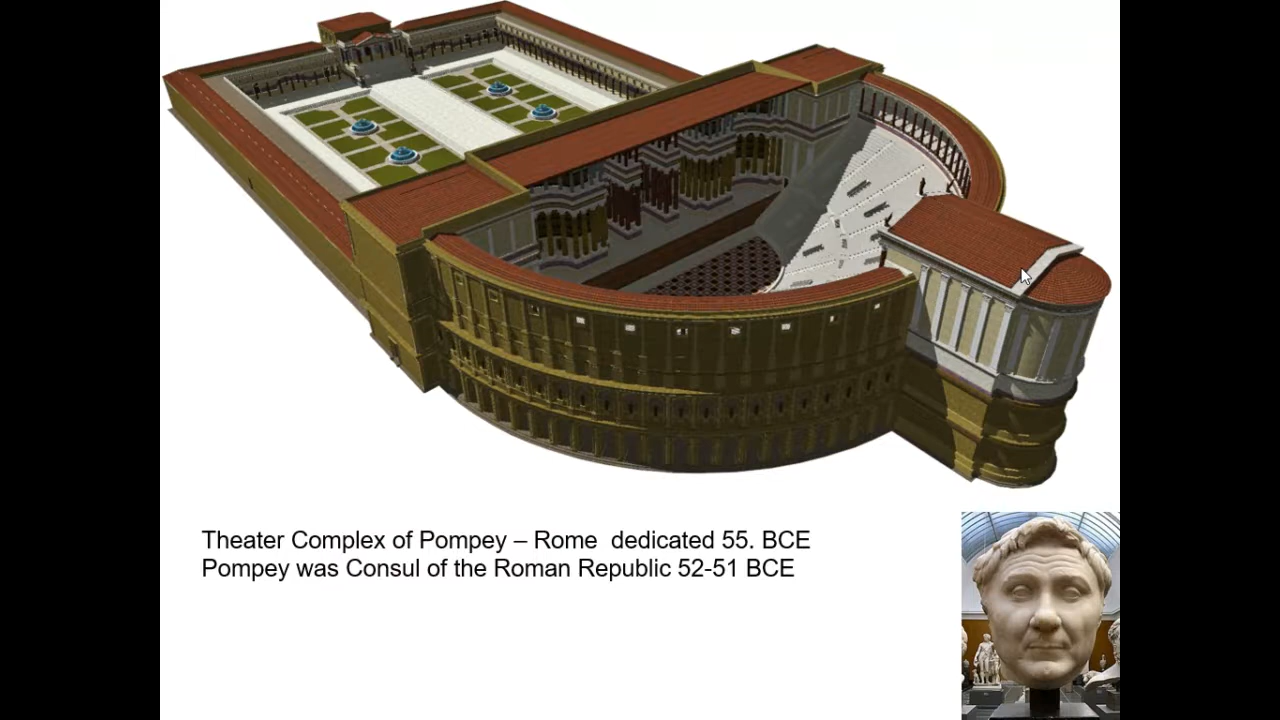 Theater Complex of Pompey – Rome  dedicated 55. BCE
Pompey was Consul of the Roman Republic 52-51 BCE